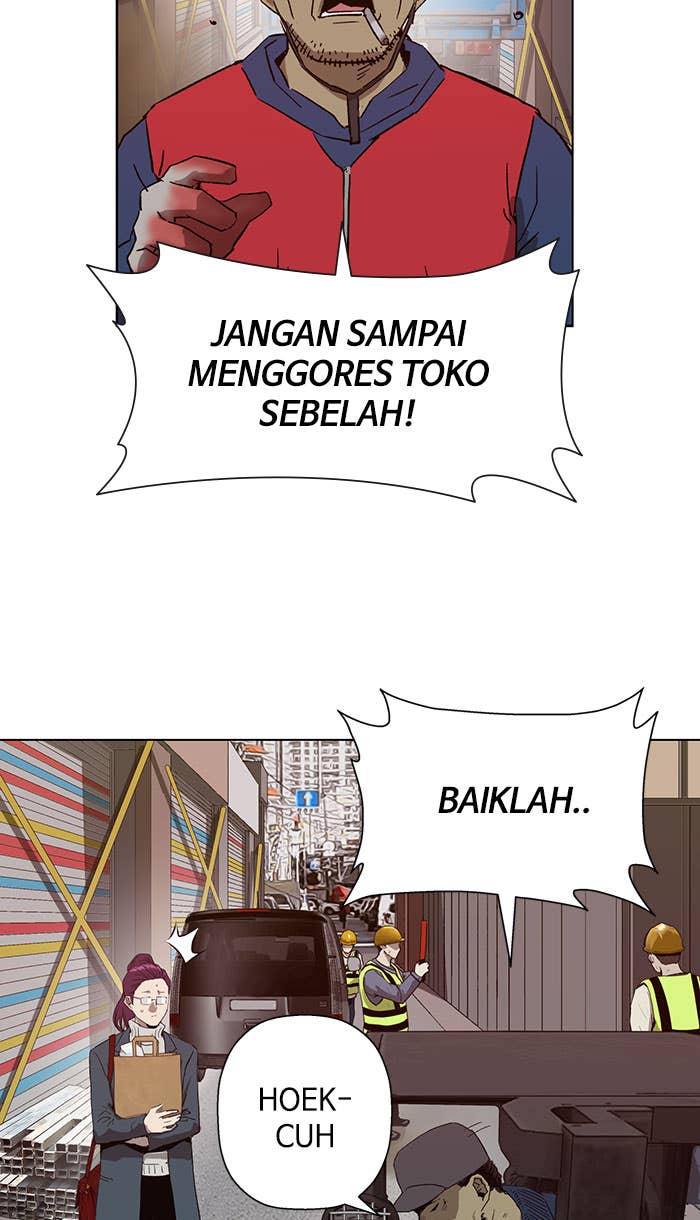 JANGAN SAMPAI
MENGGORES TOKO
SEBELAH!
BAIKLAH..
HOEK-
CUH